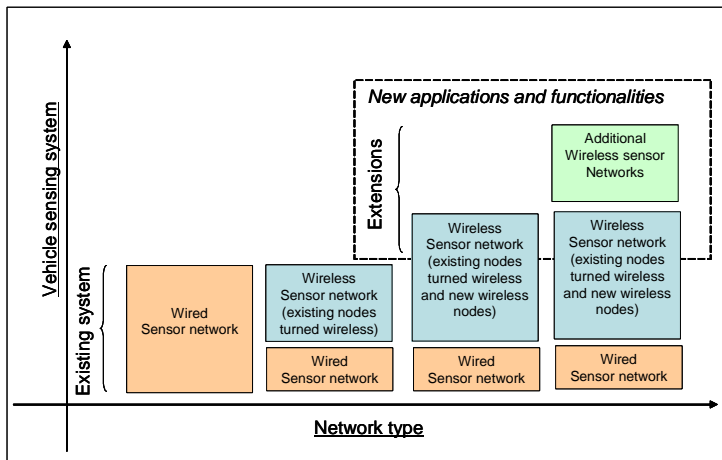 New applications and functionalities
Vehicle sensing system
Existing system
Extensions
Additional
Wireless sensor
Networks
Wired
Sensor network
Wireless
Sensor network
(existing nodes
turned wireless)
Wired
Sensor network
Wireless
Sensor network
(existing nodes
turned wireless
and new wireless
nodes)
Wired
Sensor network
Wireless
Sensor network
(existing nodes
turned wireless
and new wireless
nodes)
Wired
Sensor network
Network type